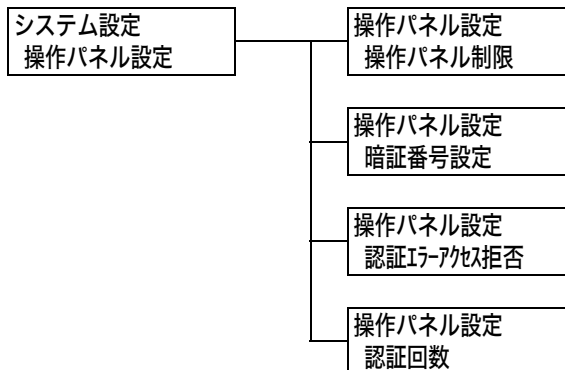 システム設定
操作パネル設定
操作パネル設定
操作パネル制限
操作パネル設定
暗証番号設定
操作パネル設定
認証ｴﾗｰｱｸｾｽ拒否
操作パネル設定
認証回数